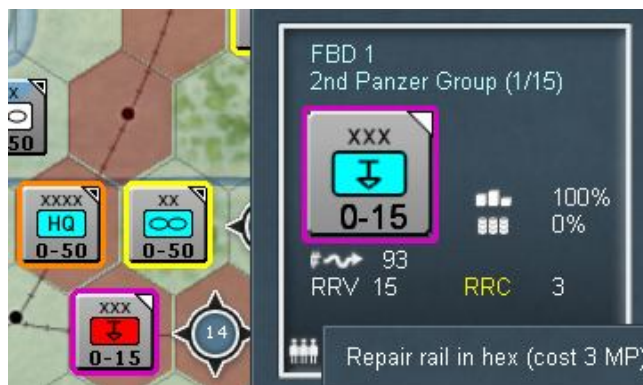 X
50
XXXX
HQ
0-50
XX
0-50
XXX
0-15
14
FBD 1
2nd Panzer Group (1/15)
XXX
0-15
100%
0%
93
RRV 15 RRC 3
Repair rail in hex (cost 3 MP